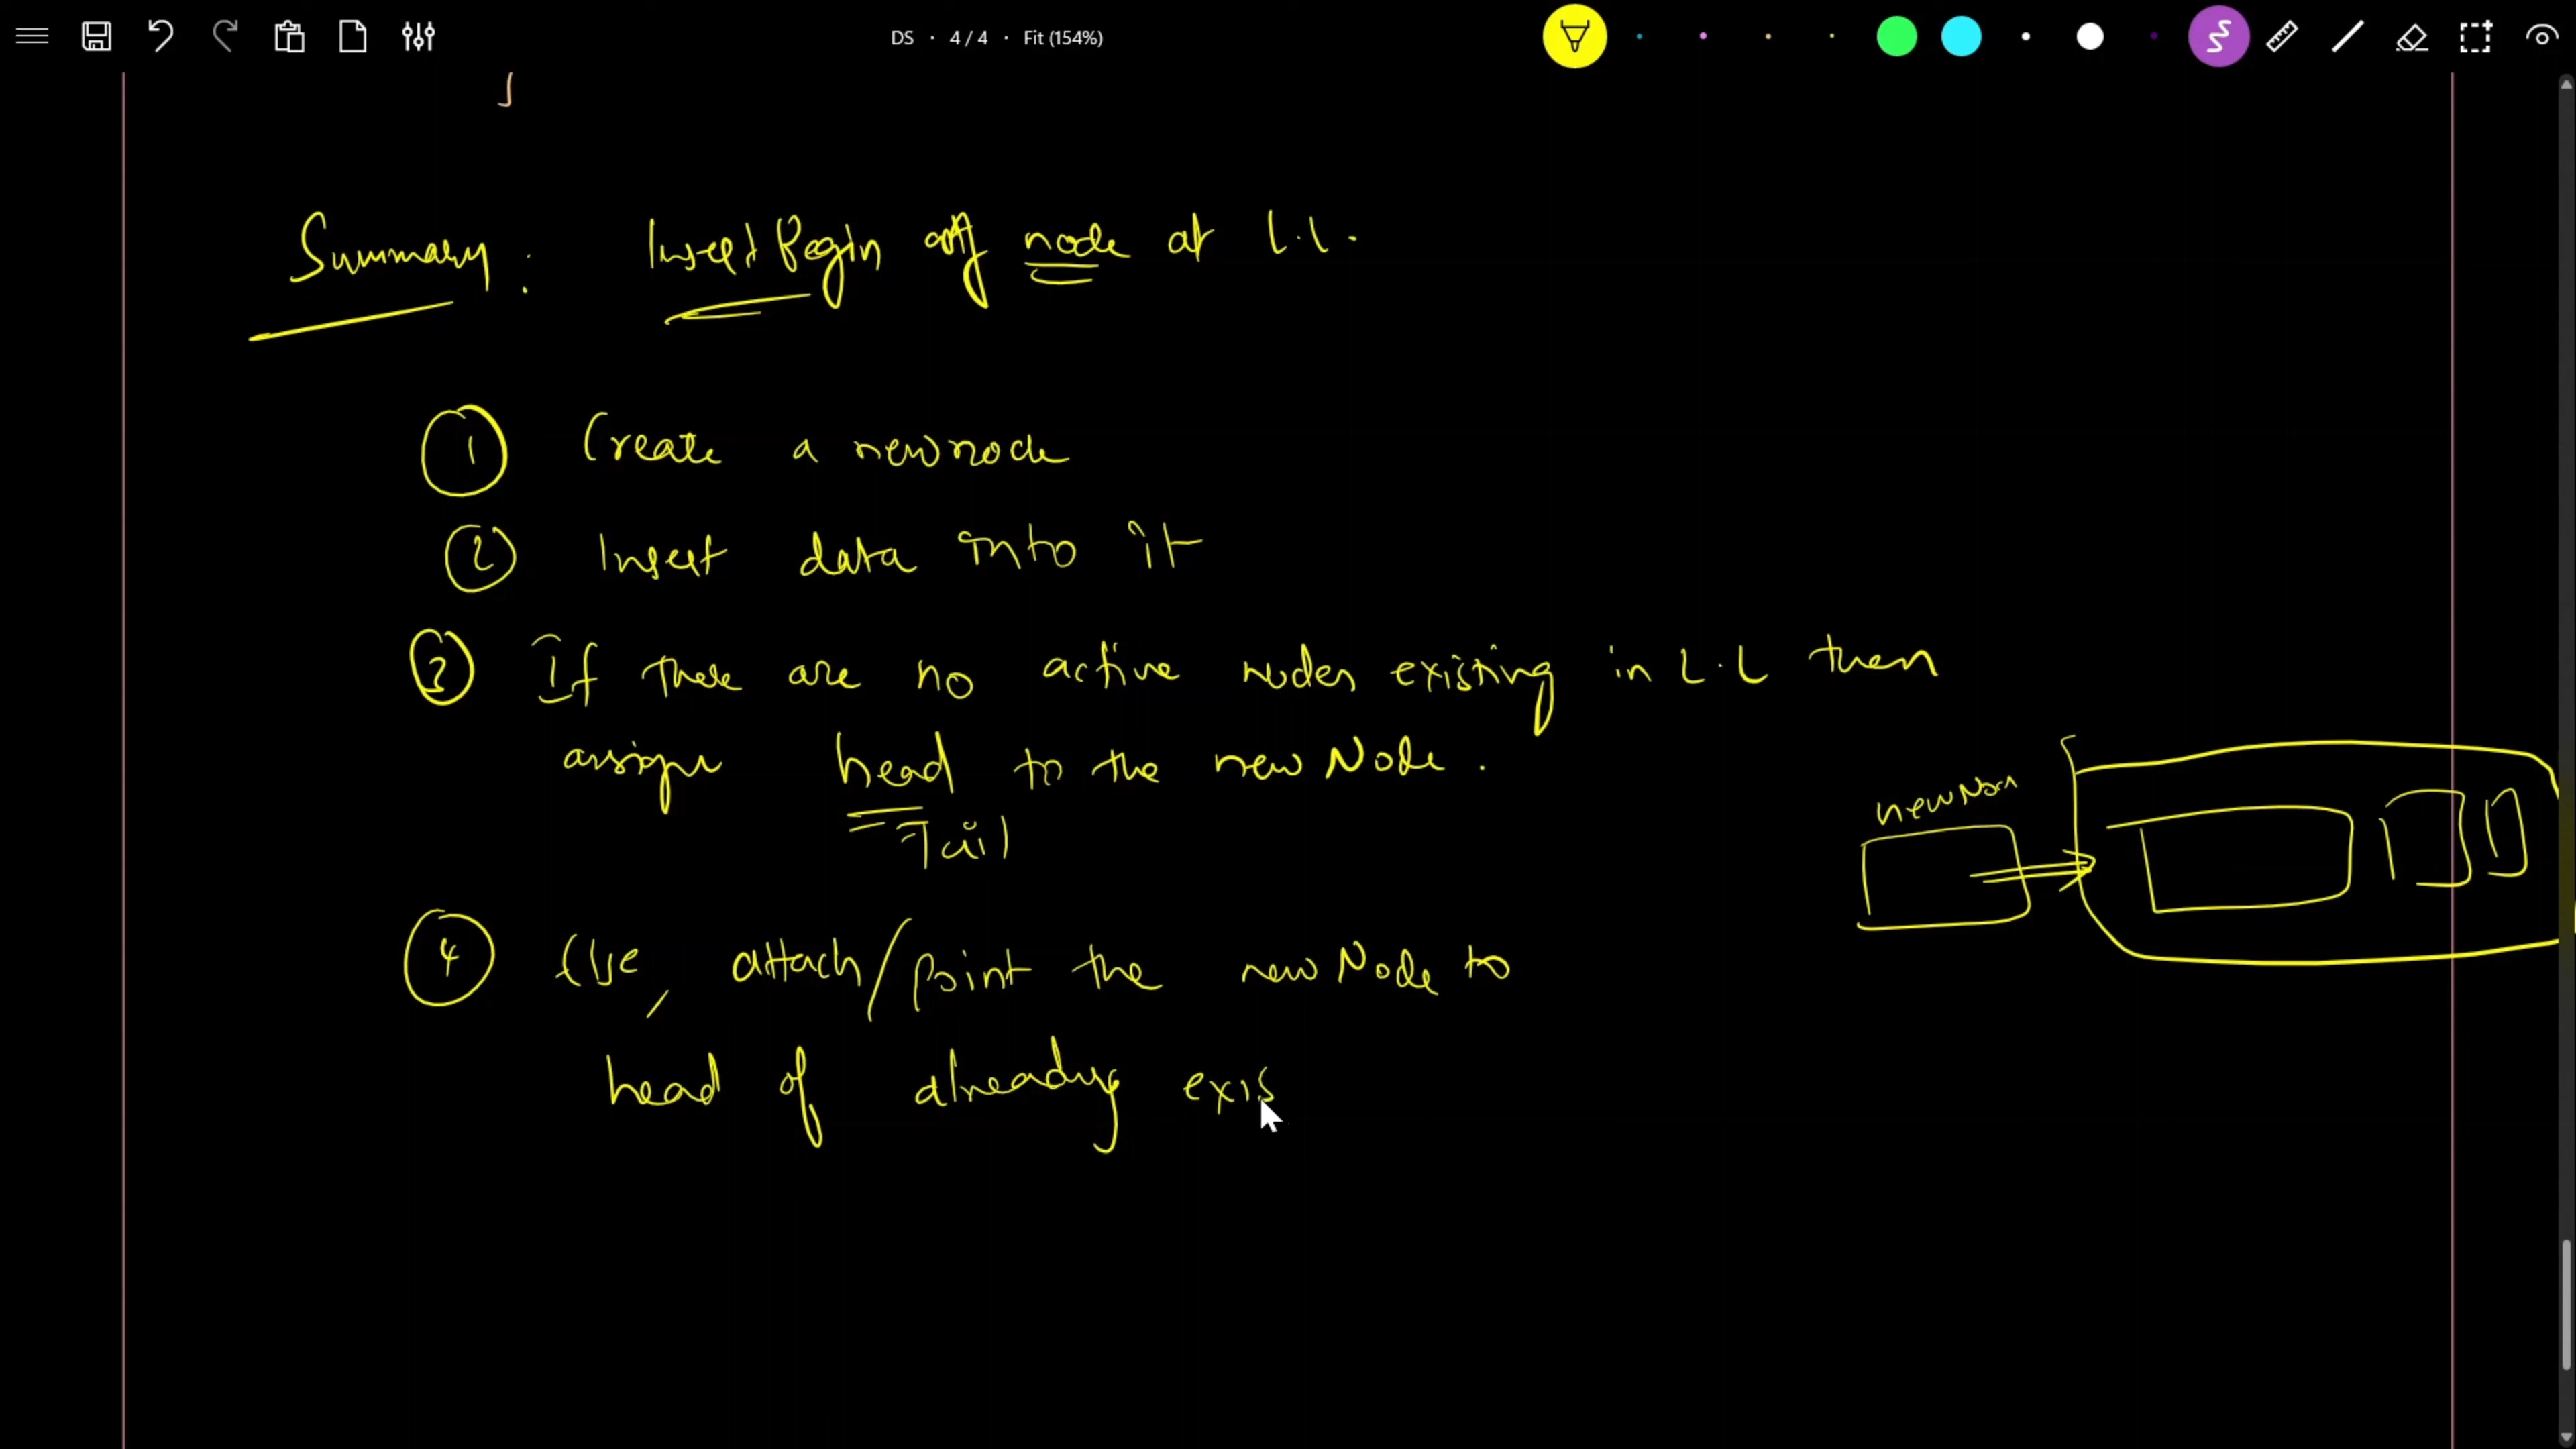 DS · 4 / 4 · Fit (154%)
Summary : Insert Begin of node at L.L.
1 Create a newnode
2 Insert data into it
3 If there are no active nodes existing in L.L then
assign head to the new Node.
Tail
newNode
4 Else, attach/point the new Node to
head of already exis